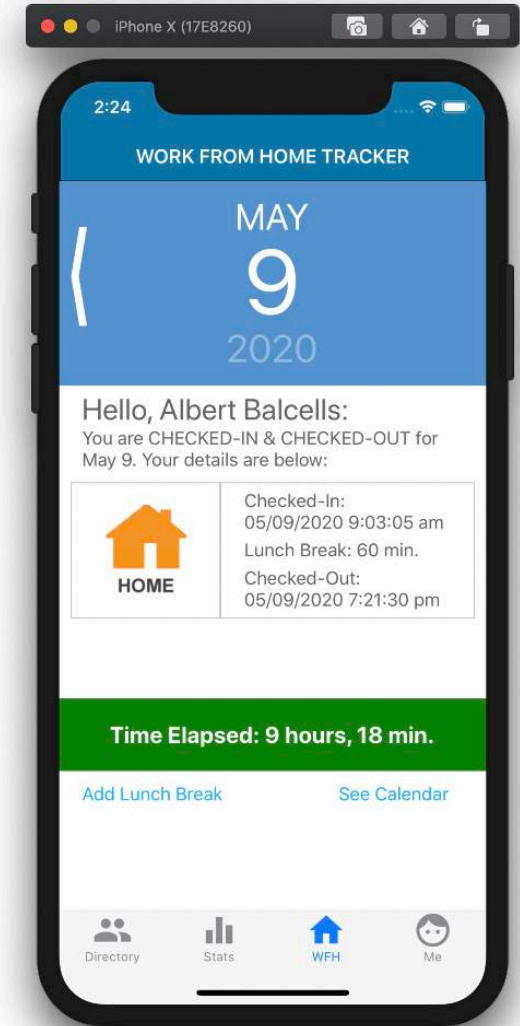 iPhone X (17E8260)
2:24
WORK FROM HOME TRACKER
MAY
9
2020
Hello, Albert Balcells:
You are CHECKED-IN & CHECKED-OUT for
May 9. Your details are below:
HOME
Checked-In:
05/09/2020 9:03:05 am
Lunch Break: 60 min.
Checked-Out:
05/09/2020 7:21:30 pm
Time Elapsed: 9 hours, 18 min.
Add Lunch Break
See Calendar
Directory
Stats
WFH
Me